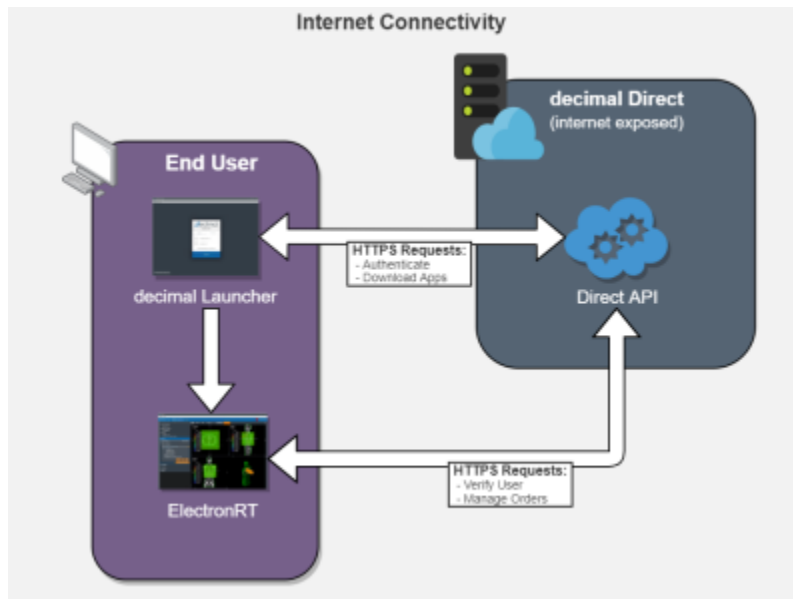 Internet Connectivity
decimal Direct
(internet exposed)
End User
HTTPS Requests:
- Authenticate
- Download Apps
decimal Launcher
Direct API
HTTPS Requests:
- Verify User
- Manage Orders
ElectronRT